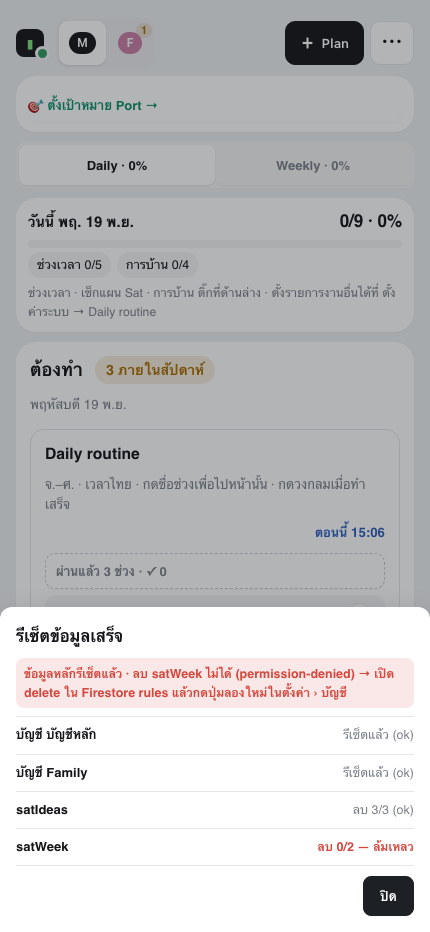 M
F
1
+ Plan
•••
🎯 ตั้งเป้าหมาย Port →
Daily · 0%
Weekly · 0%
วันนี้ พฤ. 19 พ.ย.
0/9 · 0%
ช่วงเวลา 0/5
การบ้าน 0/4
ช่วงเวลา · เช็กแผน Sat · การบ้าน ติ๊กที่ด้านล่าง · ตั้งรายการงานอื่นได้ที่ ตั้ง
ค่าระบบ → Daily routine
ต้องทำ
3 ภายในสัปดาห์
พฤหัสบดี 19 พ.ย.
Daily routine
จ.–ศ. · เวลาไทย · กดชื่อช่วงเพื่อไปหน้านั้น · กดวงกลมเมื่อทำ
เสร็จ
ตอนนี้ 15:06
ผ่านแล้ว 3 ช่วง · ✓ 0
รีเซ็ตข้อมูลเสร็จ
ข้อมูลหลักรีเซ็ตแล้ว · ลบ satWeek ไม่ได้ (permission-denied) → เปิด
delete ใน Firestore rules แล้วกดปุ่มลองใหม่ในตั้งค่า › บัญชี
บัญชี บัญชีหลัก
รีเซ็ตแล้ว (ok)
บัญชี Family
รีเซ็ตแล้ว (ok)
satIdeas
ลบ 3/3 (ok)
satWeek
ลบ 0/2 — ล้มเหลว
ปิด